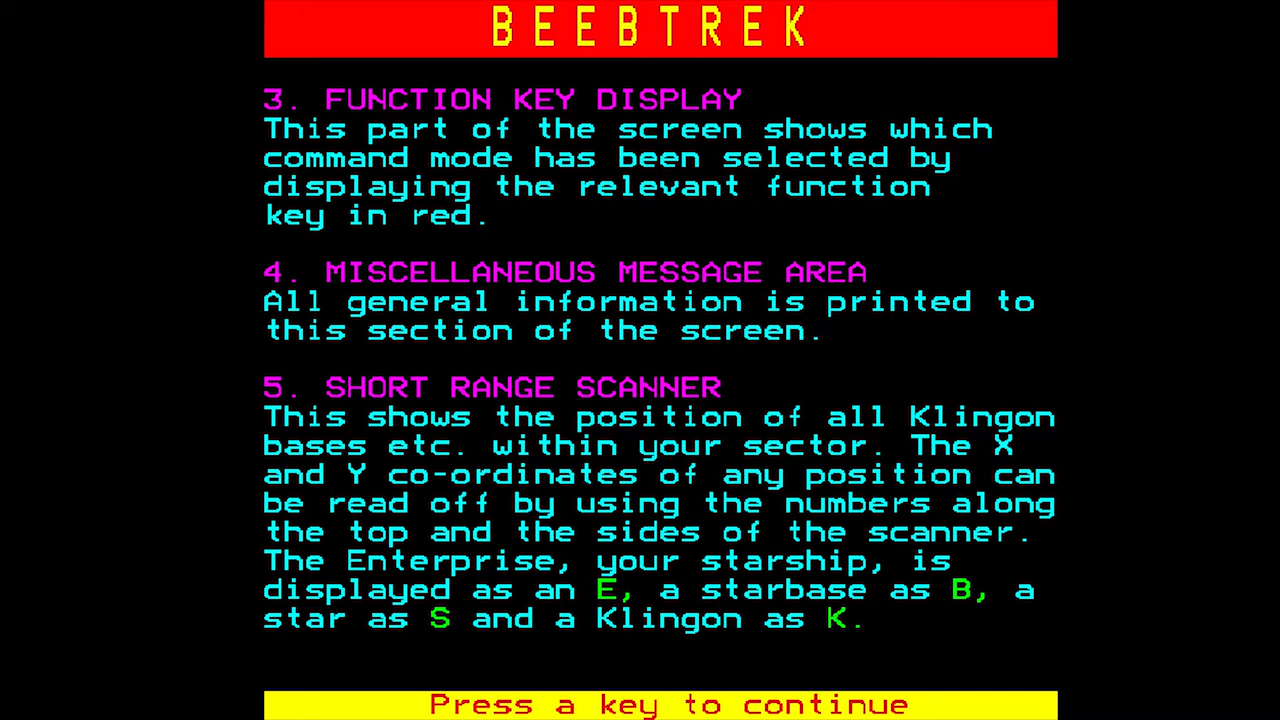 BEEBTREK
3. FUNCTION KEY DISPLAY
This part of the screen shows which
command mode has been selected by
displaying the relevant function
key in red.
4. MISCELLANEOUS MESSAGE AREA
All general information is printed to
this section of the screen.
5. SHORT RANGE SCANNER
This shows the position of all Klingon
bases etc. within your sector. The X
and Y co-ordinates of any position can
be read off by using the numbers along
the top and the sides of the scanner.
The Enterprise, your starship, is
displayed as an E, a starbase as B, a
star as S and a Klingon as K.
Press a key to continue